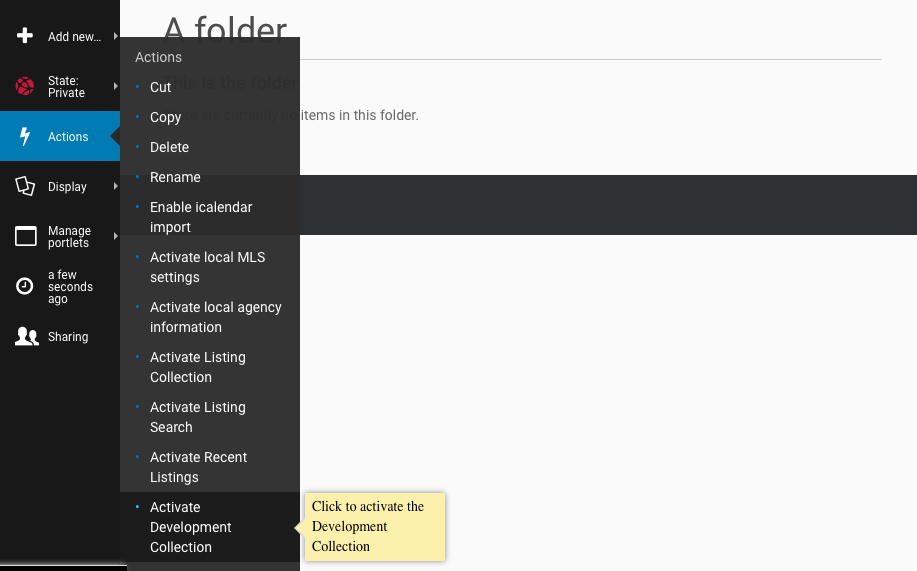 Add new…
State:
Private
Actions
Display
Manage
portlets
a few
seconds
ago
Sharing
Actions
Cut
Copy
Delete
Rename
Enable icalendar
import
Activate local MLS
settings
Activate local agency
information
Activate Listing
Collection
Activate Listing
Search
Activate Recent
Listings
Activate
Development
Collection
A folder
This is the folder
There are currently no items in this folder.
Click to activate the
Development
Collection